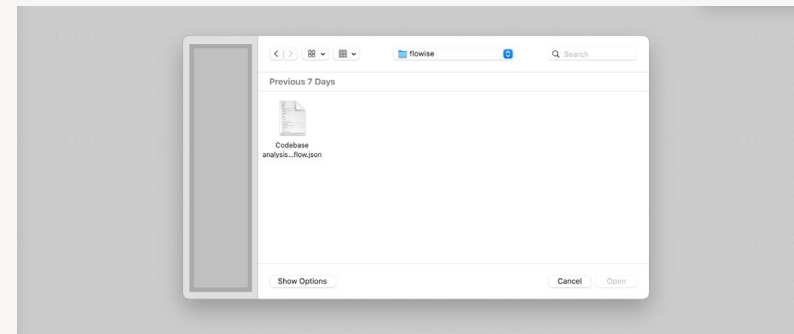 flowise
Search
Previous 7 Days
Codebase
analysis...flow.json
Show Options
Cancel
Open